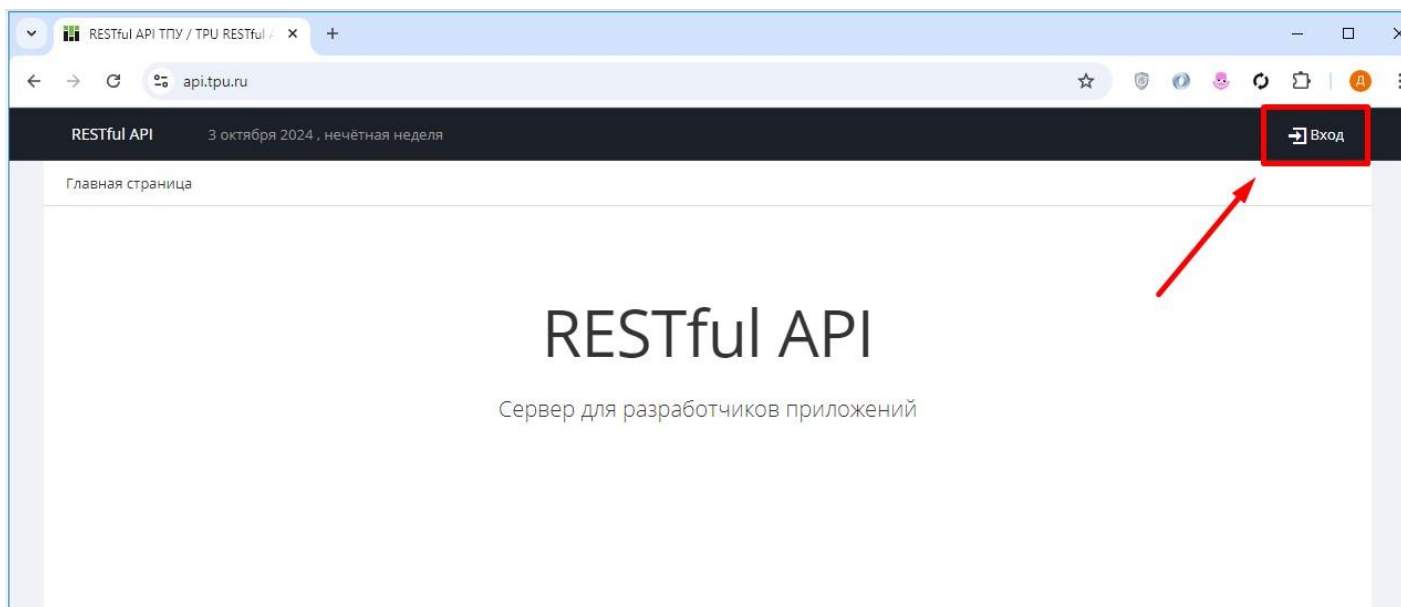 RESTful API ТПУ / TPU RESTful
api.tpu.ru
Д
RESTful API
3 октября 2024 , нечётная неделя
Вход
Главная страница
RESTful API
Сервер для разработчиков приложений